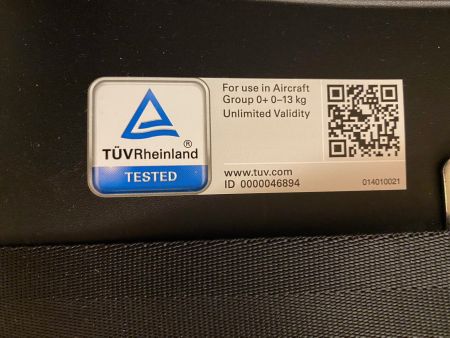 TÜVRheinland®
TESTED
For use in Aircraft
Group 0+ 0–13 kg
Unlimited Validity
www.tuv.com
ID 0000046894
014010021